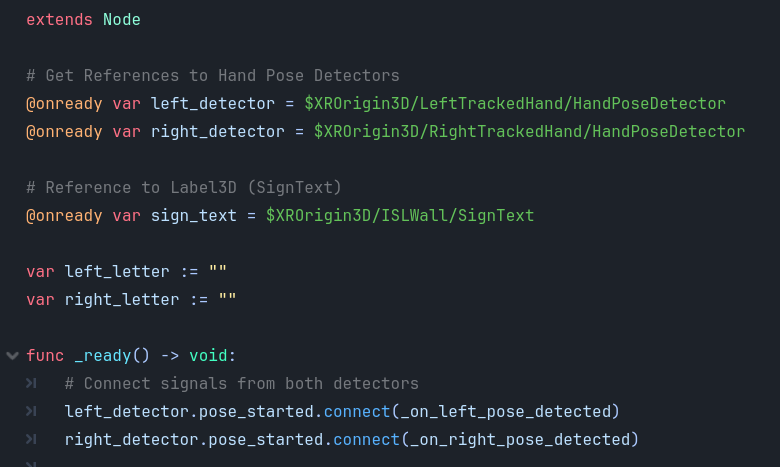 extends Node
# Get References to Hand Pose Detectors
@onready var left_detector = $XROrigin3D/LeftTrackedHand/HandPoseDetector
@onready var right_detector = $XROrigin3D/RightTrackedHand/HandPoseDetector
# Reference to Label3D (SignText)
@onready var sign_text = $XROrigin3D/ISLWall/SignText
var left_letter := ""
var right_letter := ""
func _ready() -> void:
# Connect signals from both detectors
left_detector.pose_started.connect(_on_left_pose_detected)
right_detector.pose_started.connect(_on_right_pose_detected)